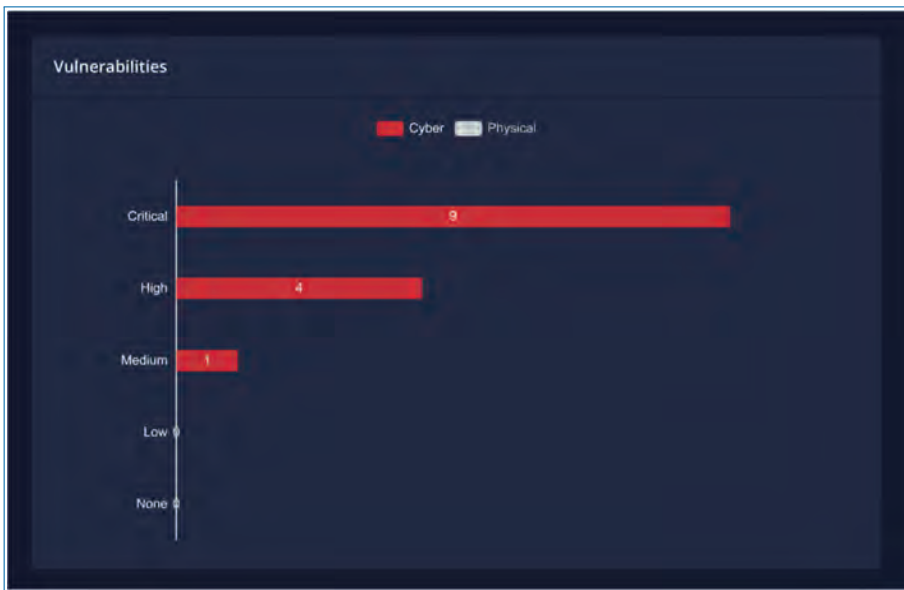 Vulnerabilities
Cyber Physical
Critical 9
High 4
Medium 1
Low 0
None 0